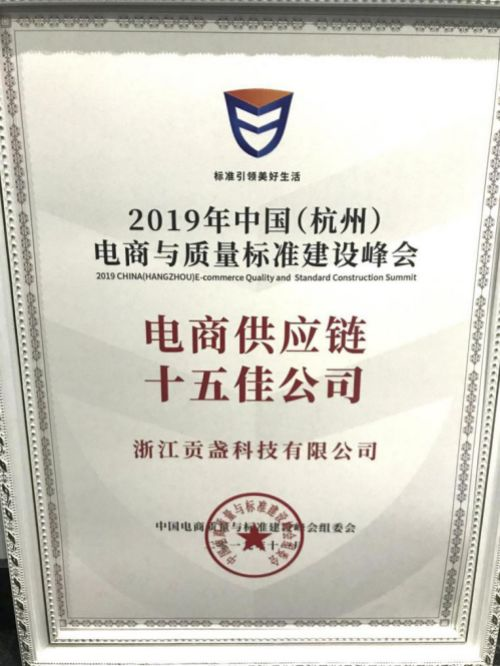 标准引领美好生活
2019年中国(杭州)
电商与质量标准建设峰会
2019 CHINA(HANGZHOU)E-commerce Quality and Standard Construction Summit
电商供应链
十五佳公司
浙江贡盏科技有限公司
中国电商质量与标准建设峰会组委会